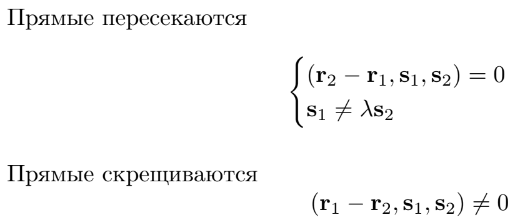 Прямые пересекаются
(r₂ − r₁, s₁, s₂) = 0
s₁ ≠ λs₂
Прямые скрещиваются
(r₁ − r₂, s₁, s₂) ≠ 0